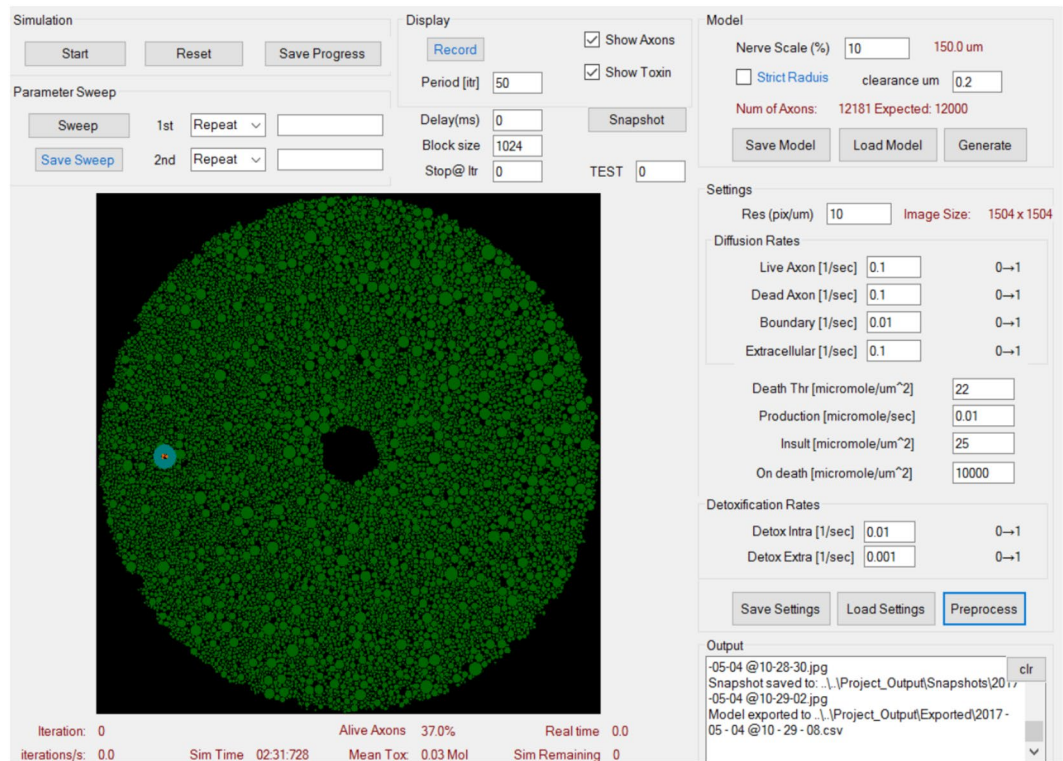 Simulation
Start Reset Save Progress
Parameter Sweep
Sweep 1st Repeat
Save Sweep 2nd Repeat
Display
Record Show Axons
Period [itr] 50 Show Toxin
Delay(ms) 0 Snapshot
Block size 1024
Stop@ Itr 0 TEST 0
Model
Nerve Scale (%) 10 150.0 um
Strict Raduis clearance um 0.2
Num of Axons: 12181 Expected: 12000
Save Model Load Model Generate
Settings
Res (pix/um) 10 Image Size: 1504 x 1504
Diffusion Rates
Live Axon [1/sec] 0.1 0→1
Dead Axon [1/sec] 0.1 0→1
Boundary [1/sec] 0.01 0→1
Extracellular [1/sec] 0.1 0→1
Death Thr [micromole/um^2] 22
Production [micromole/sec] 0.01
Insult [micromole/um^2] 25
On death [micromole/um^2] 10000
Detoxification Rates
Detox Intra [1/sec] 0.01 0→1
Detox Extra [1/sec] 0.001 0→1
Save Settings Load Settings Preprocess
Output
-05-04 @10-28-30.jpg clr
Snapshot saved to: ..\..\Project_Output\Snapshots\2017
-05-04 @10-29-02.jpg
Model exported to ..\..\Project_Output\Exported\2017 -
05 - 04 @10 - 29 - 08.csv
Iteration: 0 Alive Axons 37.0% Real time 0.0
iterations/s: 0.0 Sim Time 02:31:728 Mean Tox: 0.03 Mol Sim Remaining 0